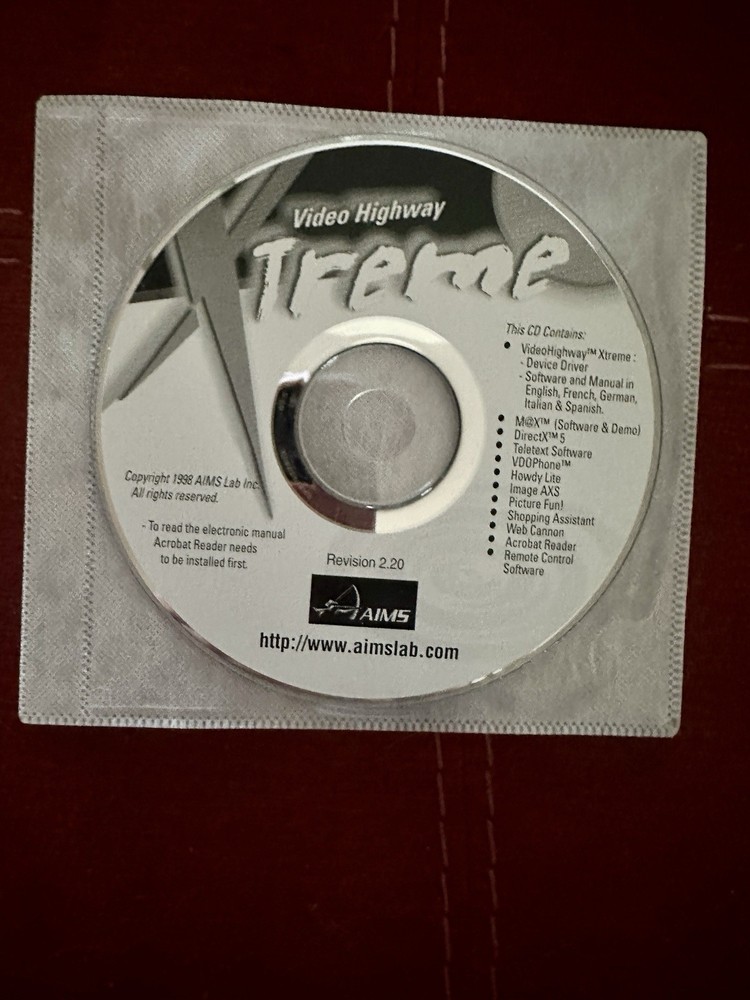 Video Highway
Xtreme
This CD Contains:
• VideoHighway™ Xtreme :
- Device Driver
- Software and Manual in
English, French, German,
Italian & Spanish.
• M@X™ (Software & Demo)
• DirectX™ 5
• Teletext Software
• VDOPhone™
• Howdy Lite
• Image AXS
• Picture Fun!
• Shopping Assistant
• Web Cannon
• Acrobat Reader
• Remote Control
Software
Copyright 1998 AIMS Lab Inc.
All rights reserved.
- To read the electronic manual
Acrobat Reader needs
to be installed first.
Revision 2.20
AIMS
http://www.aimslab.com